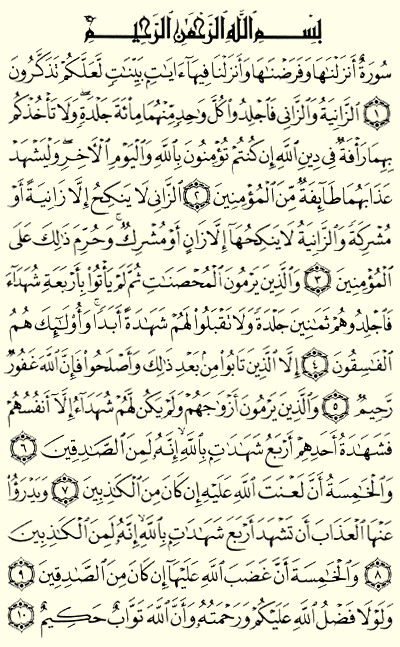 بِسْمِ ٱللَّهِ ٱلرَّحْمَٰنِ ٱلرَّحِيمِ
سُورَةٌ أَنزَلْنَٰهَا وَفَرَضْنَٰهَا وَأَنزَلْنَا فِيهَآ ءَايَٰتٍۭ بَيِّنَٰتٍ لَّعَلَّكُمْ تَذَكَّرُونَ
﴿١﴾ ٱلزَّانِيَةُ وَٱلزَّانِى فَٱجْلِدُوا۟ كُلَّ وَٰحِدٍ مِّنْهُمَا مِا۟ئَةَ جَلْدَةٍ ۖ وَلَا تَأْخُذْكُم
بِهِمَا رَأْفَةٌ فِى دِينِ ٱللَّهِ إِن كُنتُمْ تُؤْمِنُونَ بِٱللَّهِ وَٱلْيَوْمِ ٱلْءَاخِرِ ۖ وَلْيَشْهَدْ
عَذَابَهُمَا طَآئِفَةٌ مِّنَ ٱلْمُؤْمِنِينَ ﴿٢﴾ ٱلزَّانِى لَا يَنكِحُ إِلَّا زَانِيَةً أَوْ
مُشْرِكَةً وَٱلزَّانِيَةُ لَا يَنكِحُهَآ إِلَّا زَانٍ أَوْ مُشْرِكٌ ۚ وَحُرِّمَ ذَٰلِكَ عَلَى
ٱلْمُؤْمِنِينَ ﴿٣﴾ وَٱلَّذِينَ يَرْمُونَ ٱلْمُحْصَنَٰتِ ثُمَّ لَمْ يَأْتُوا۟ بِأَرْبَعَةِ شُهَدَآءَ
فَٱجْلِدُوهُمْ ثَمَٰنِينَ جَلْدَةً وَلَا تَقْبَلُوا۟ لَهُمْ شَهَٰدَةً أَبَدًا ۚ وَأُو۟لَٰٓئِكَ هُمُ
ٱلْفَٰسِقُونَ ﴿٤﴾ إِلَّا ٱلَّذِينَ تَابُوا۟ مِنۢ بَعْدِ ذَٰلِكَ وَأَصْلَحُوا۟ فَإِنَّ ٱللَّهَ غَفُورٌ
رَّحِيمٌ ﴿٥﴾ وَٱلَّذِينَ يَرْمُونَ أَزْوَٰجَهُمْ وَلَمْ يَكُن لَّهُمْ شُهَدَآءُ إِلَّآ أَنفُسُهُمْ
فَشَهَٰدَةُ أَحَدِهِمْ أَرْبَعُ شَهَٰدَٰتٍۭ بِٱللَّهِ ۙ إِنَّهُۥ لَمِنَ ٱلصَّٰدِقِينَ ﴿٦﴾
وَٱلْخَٰمِسَةُ أَنَّ لَعْنَتَ ٱللَّهِ عَلَيْهِ إِن كَانَ مِنَ ٱلْكَٰذِبِينَ ﴿٧﴾ وَيَدْرَؤُا۟
عَنْهَا ٱلْعَذَابَ أَن تَشْهَدَ أَرْبَعَ شَهَٰدَٰتٍۭ بِٱللَّهِ ۙ إِنَّهُۥ لَمِنَ ٱلْكَٰذِبِينَ
﴿٨﴾ وَٱلْخَٰمِسَةَ أَنَّ غَضَبَ ٱللَّهِ عَلَيْهَآ إِن كَانَ مِنَ ٱلصَّٰدِقِينَ ﴿٩﴾
وَلَوْلَا فَضْلُ ٱللَّهِ عَلَيْكُمْ وَرَحْمَتُهُۥ وَأَنَّ ٱللَّهَ تَوَّابٌ حَكِيمٌ ﴿١٠﴾